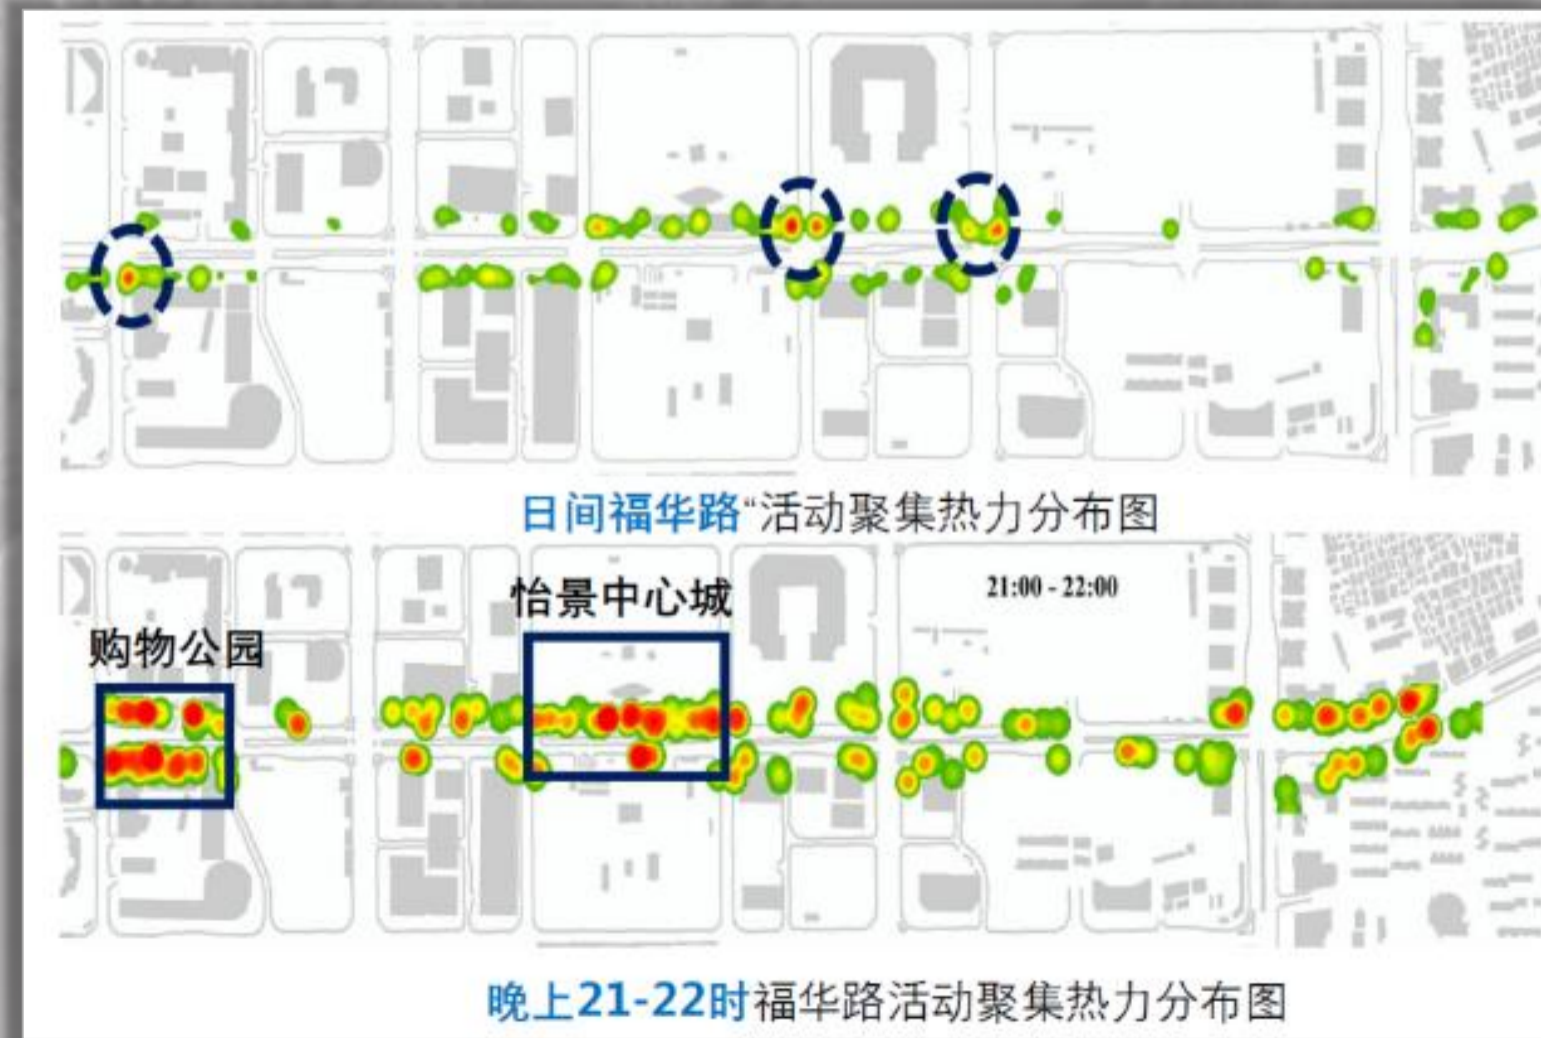 日间福华路“活动聚集热力分布图
怡景中心城
21:00 - 22:00
购物公园
晚上21-22时福华路活动聚集热力分布图